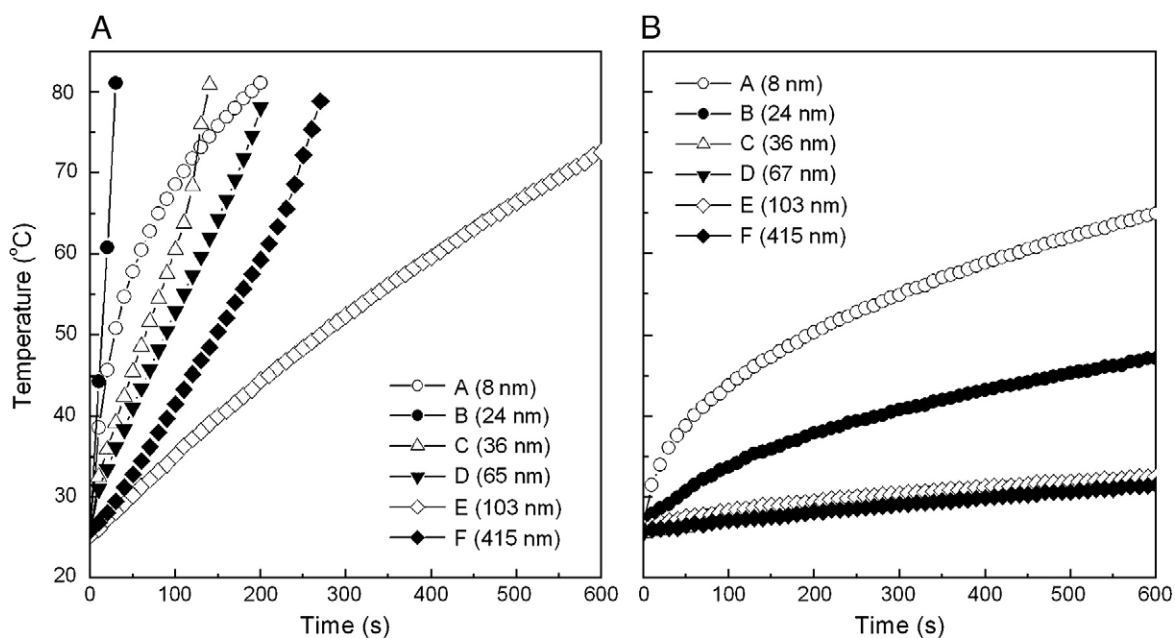 A
B
Temperature (°C)
80
70
60
50
40
30
20
A (8 nm)
B (24 nm)
C (36 nm)
D (65 nm)
E (103 nm)
F (415 nm)
0 100 200 300 400 500 600
Time (s)
A (8 nm)
B (24 nm)
C (36 nm)
D (67 nm)
E (103 nm)
F (415 nm)
0 100 200 300 400 500 600
Time (s)